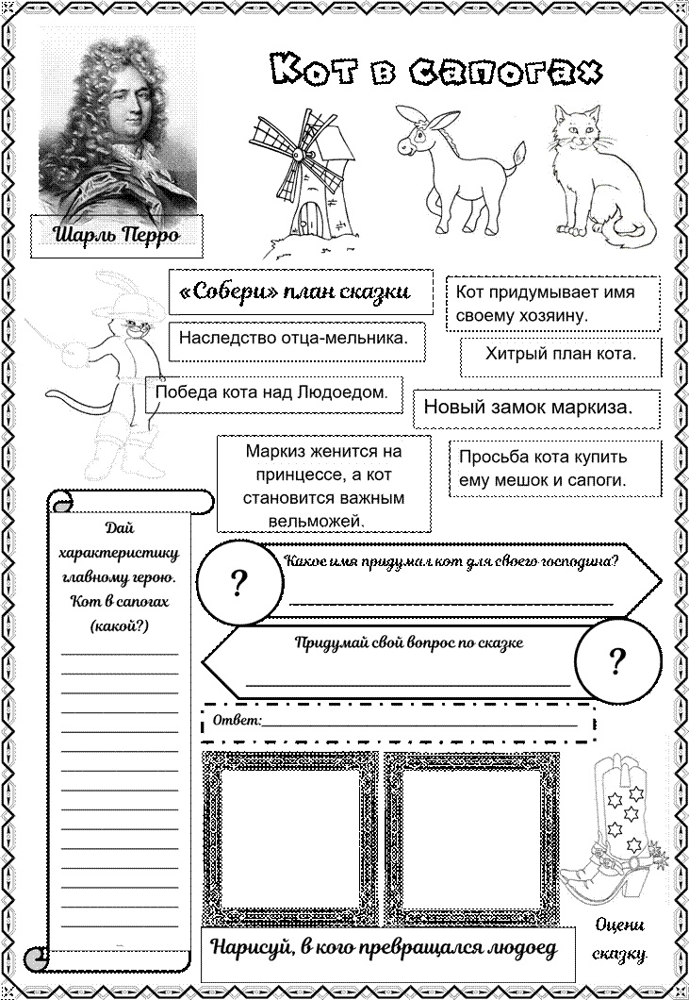 Кот в сапогах
Шарль Перро
«Собери» план сказки
Кот придумывает имя
своему хозяину.
Наследство отца-мельника.
Хитрый план кота.
Победа кота над Людоедом.
Новый замок маркиза.
Маркиз женится на
принцессе, а кот
становится важным
вельможей.
Просьба кота купить
ему мешок и сапоги.
Дай
характеристику
главному герою.
Кот в сапогах
(какой?)
?
Какое имя придумал кот для своего господина?
Придумай свой вопрос по сказке
?
Ответ:
Нарисуй, в кого превращался людоед
Оцени
сказку